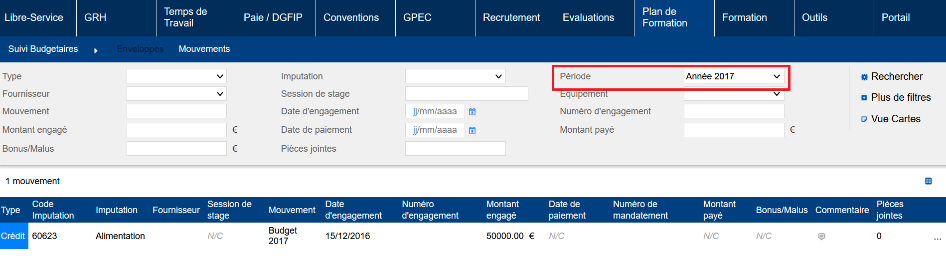 Libre-Service GRH Temps de Travail Paie / DGFIP Conventions GPEC Recrutement Evaluations Plan de Formation Formation Outils Portail
Suivi Budgetaires Enveloppes Mouvements
Type Imputation Période Année 2017 Rechercher
Fournisseur Session de stage Equipement Plus de filtres
Mouvement Date d'engagement jj/mm/aaaa Numéro d'engagement Vue Cartes
Montant engagé € Date de paiement jj/mm/aaaa Montant payé €
Bonus/Malus € Pièces jointes
1 mouvement
Type Code Imputation Imputation Fournisseur Session de stage Mouvement Date d'engagement Numéro d'engagement Montant engagé Date de paiement Numéro de mandatement Montant payé Bonus/Malus Commentaire Pièces jointes
Crédit 60623 Alimentation N/C Budget 2017 15/12/2016 50000.00 € N/C N/C N/C 0 ...